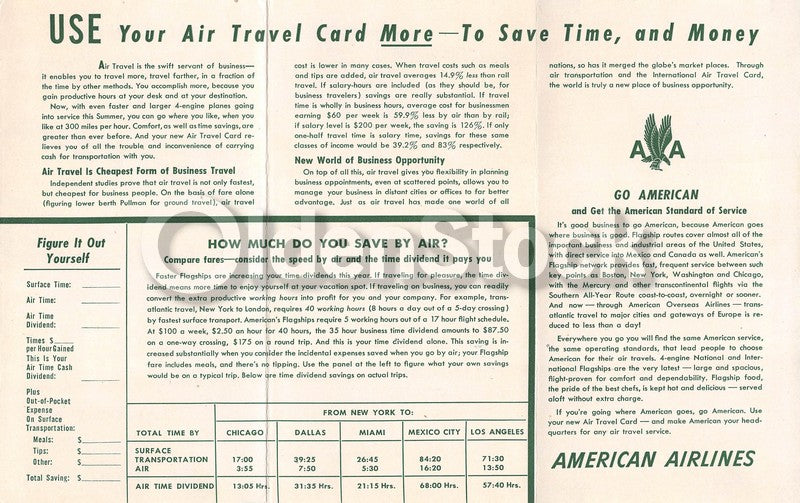 USE Your Air Travel Card More—To Save Time, and Money
Air Travel is the swift servant of business—
it enables you to travel more, travel farther, in a fraction
of the time by other methods. You accomplish more, because you
gain productive hours at your desk and at your destination.
Now, with even faster and larger 4-engine planes going
into service this Summer, you can go where you like, when you
like at 300 miles per hour. Comfort, as well as time savings, are
greater than ever before. And your new Air Travel Card re-
lieves you of all the trouble and inconvenience of carrying
cash for transportation with you.
Air Travel Is Cheapest Form of Business Travel
Independent studies prove that air travel is not only fastest,
but cheapest for business people. On the basis of fare alone
(figuring lower berth Pullman for ground travel), air travel
cost is lower in many cases. When travel costs such as meals
and tips are added, air travel averages 14.9% less than rail
travel. If salary-hours are included (as they should be, for
business travelers) savings are really substantial. If travel
time is wholly in business hours, average cost for businessmen
earning $60 per week is 59.9% less by air than by rail;
if salary level is $200 per week, the saving is 126%. If only
one-half travel time is salary time, savings for these same
classes of income would be 39.2% and 83% respectively.
New World of Business Opportunity
On top of all this, air travel gives you flexibility in planning
business appointments, even at scattered points, allows you to
manage your business in distant cities or offices to far better
advantage. Just as air travel has made one world of all
nations, so has it merged the globe's market places. Through
air transportation and the International Air Travel Card,
the world is truly a new place of business opportunity.
A A
GO AMERICAN
and Get the American Standard of Service
It's good business to go American, because American goes
where business is good. Flagship routes cover almost all of the
important business and industrial areas of the United States,
with direct service into Mexico and Canada as well. American's
Flagship network provides fast, frequent service between such
key points as Boston, New York, Washington and Chicago,
with the Mercury and other transcontinental flights via the
Southern All-Year Route coast-to-coast, overnight or sooner.
And now—through American Overseas Airlines—trans-
atlantic travel to major cities and gateways of Europe is re-
duced to less than a day!
Everywhere you go you will find the same American service,
the same operating standards, that lead people to choose
American for their air travels. 4-engine National and Inter-
national Flagships are the very latest—large and spacious,
flight-proven for comfort and dependability. Flagship food,
the pride of the best chefs, is kept hot and delicious—served
aloft without extra charge.
If you're going where American goes, go American. Use
your new Air Travel Card—and make American your head-
quarters for any air travel service.
AMERICAN AIRLINES
Figure It Out
Yourself
Surface Time:
Air Time:
Air Time
Dividend:
Times $
per Hour Gained
This Is Your
Air Time Cash
Dividend: $
Plus
Out-of-Pocket
Expense
On Surface
Transportation:
Meals: $
Tips: $
Other: $
Total Saving: $
HOW MUCH DO YOU SAVE BY AIR?
Compare fares—consider the speed by air and the time dividend it pays you
Faster Flagships are increasing your time dividends this year. If traveling for pleasure, the time div-
idend means more time to enjoy yourself at your vacation spot. If traveling on business, you can readily
convert the extra productive working hours into profit for you and your company. For example, trans-
atlantic travel, New York to London, requires 40 working hours (8 hours a day out of a 5-day crossing)
by fastest surface transport. American's Flagships require 5 working hours out of a 17 hour flight schedule.
At $100 a week, $2.50 an hour for 40 hours, the 35 hour business time dividend amounts to $87.50
on a one-way crossing, $175 on a round trip. And this is your time dividend alone. This saving is in-
creased substantially when you consider the incidental expenses saved when you go by air; your Flagship
fare includes meals, and there's no tipping. Use the panel at the left to figure what your own savings
would be on a typical trip. Below are time dividend savings on actual trips.
FROM NEW YORK TO:
TOTAL TIME BY CHICAGO DALLAS MIAMI MEXICO CITY LOS ANGELES
SURFACE
TRANSPORTATION 17:00 39:25 26:45 84:20 71:30
AIR 3:55 7:50 5:30 16:20 13:50
AIR TIME DIVIDEND 13:05 Hrs. 31:35 Hrs. 21:15 Hrs. 68:00 Hrs. 57:40 Hrs.
OldenStock